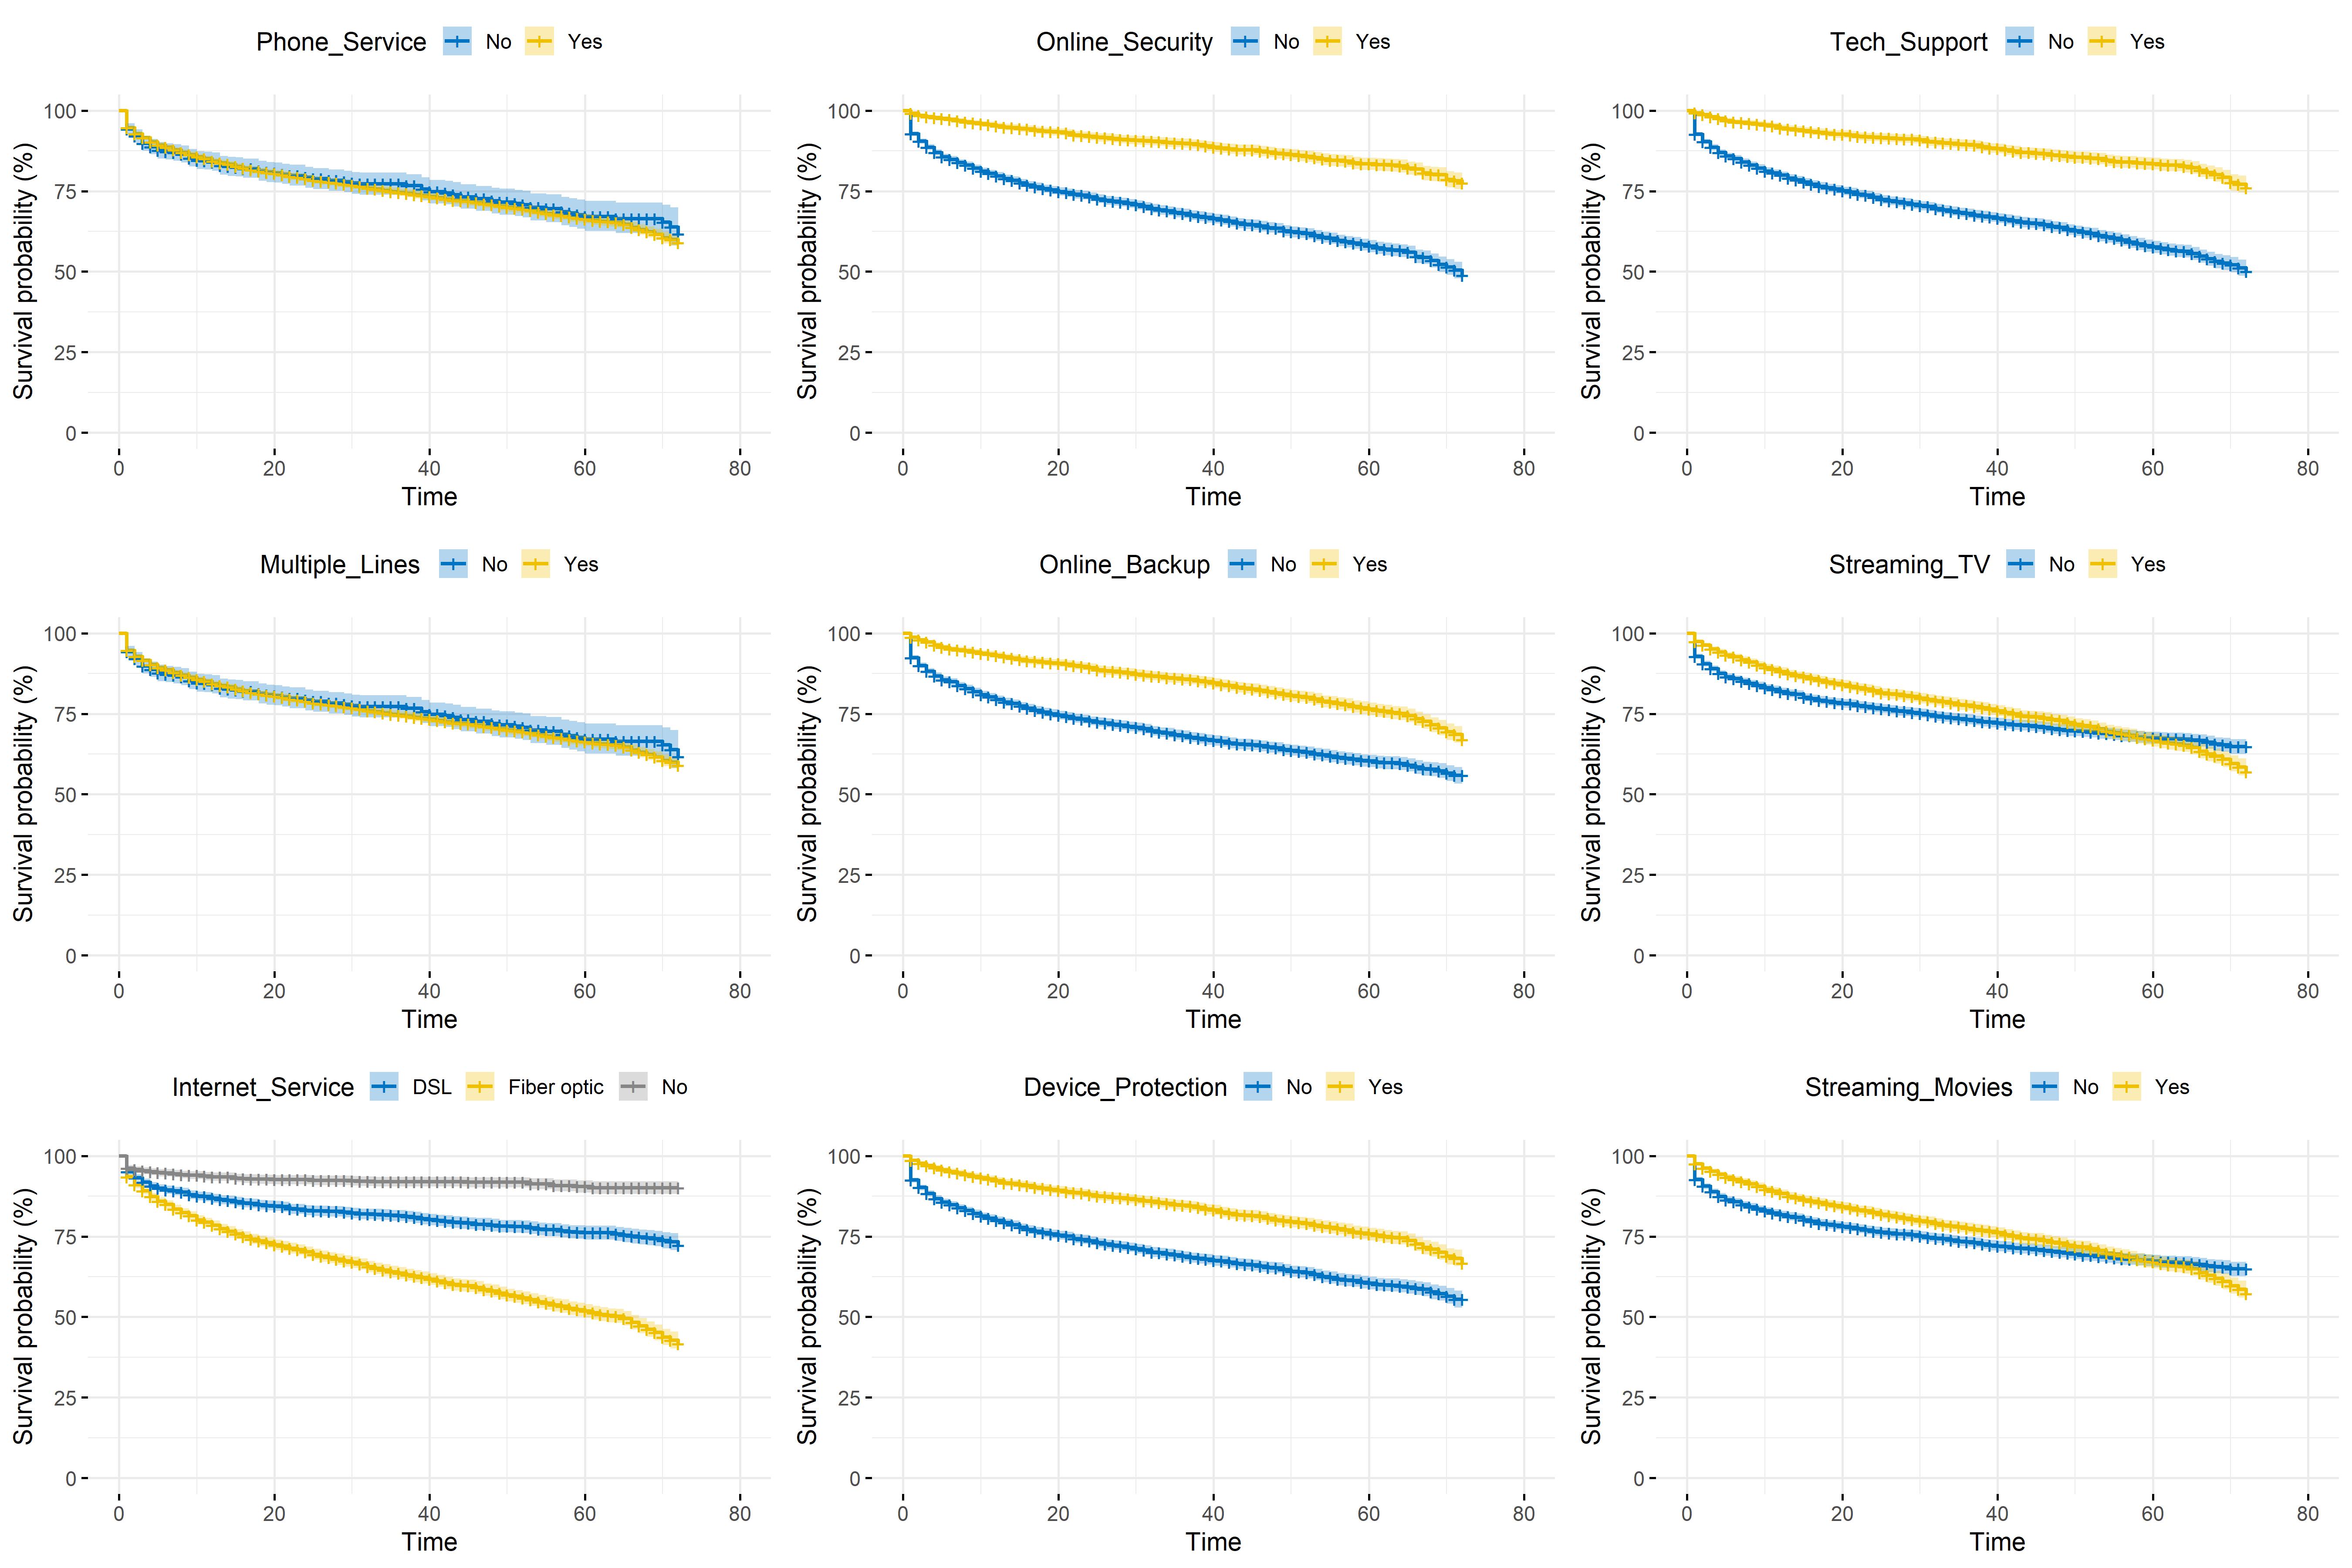 Phone_Service No Yes
Survival probability (%)
100
75
50
25
0
0 20 40 60 80
Time
Online_Security No Yes
Survival probability (%)
100
75
50
25
0
0 20 40 60 80
Time
Tech_Support No Yes
Survival probability (%)
100
75
50
25
0
0 20 40 60 80
Time
Multiple_Lines No Yes
Survival probability (%)
100
75
50
25
0
0 20 40 60 80
Time
Online_Backup No Yes
Survival probability (%)
100
75
50
25
0
0 20 40 60 80
Time
Streaming_TV No Yes
Survival probability (%)
100
75
50
25
0
0 20 40 60 80
Time
Internet_Service DSL Fiber optic No
Survival probability (%)
100
75
50
25
0
0 20 40 60 80
Time
Device_Protection No Yes
Survival probability (%)
100
75
50
25
0
0 20 40 60 80
Time
Streaming_Movies No Yes
Survival probability (%)
100
75
50
25
0
0 20 40 60 80
Time